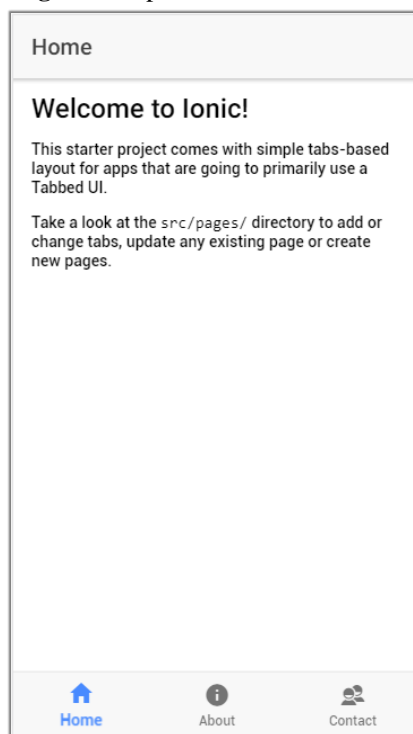 Home
Welcome to Ionic!
This starter project comes with simple tabs-based
layout for apps that are going to primarily use a
Tabbed UI.
Take a look at the src/pages/ directory to add or
change tabs, update any existing page or create
new pages.
Home
About
Contact